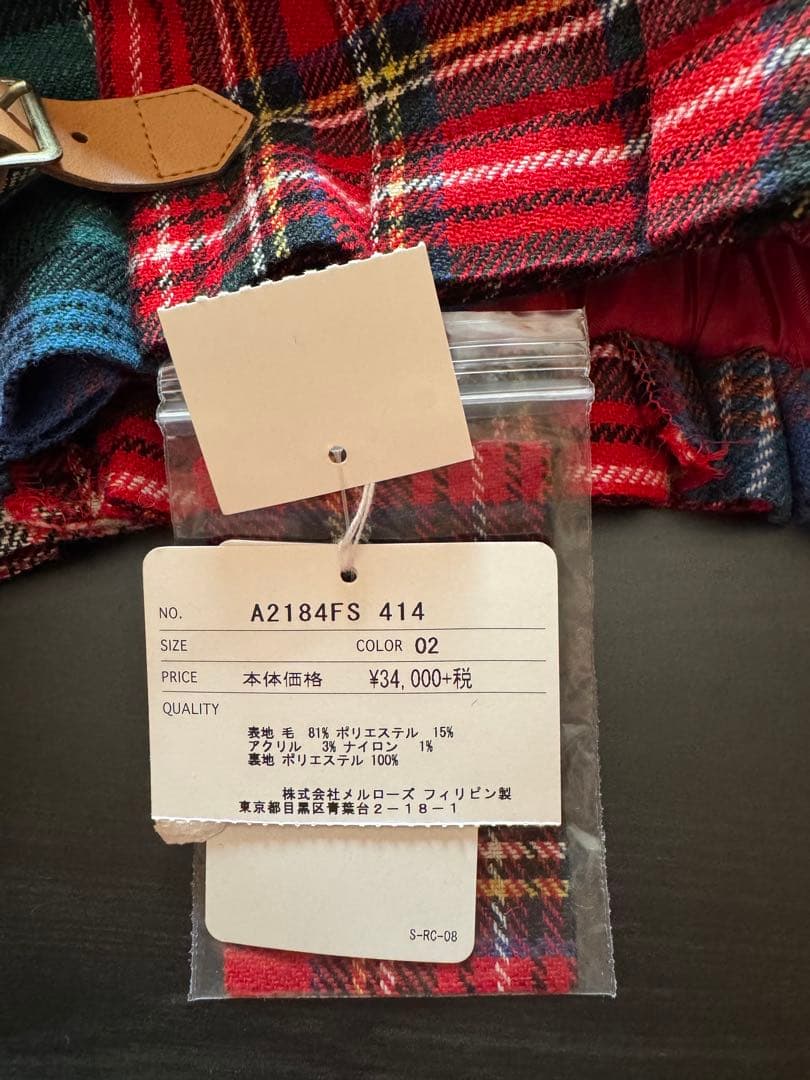 NO. A2184FS 414
SIZE COLOR 02
PRICE 本体価格 ¥34,000+税
QUALITY
表地 毛 81% ポリエステル 15%
アクリル 3% ナイロン 1%
裏地 ポリエステル 100%
株式会社メルローズ フィリピン製
東京都目黒区青葉台2-18-1
S-RC-08